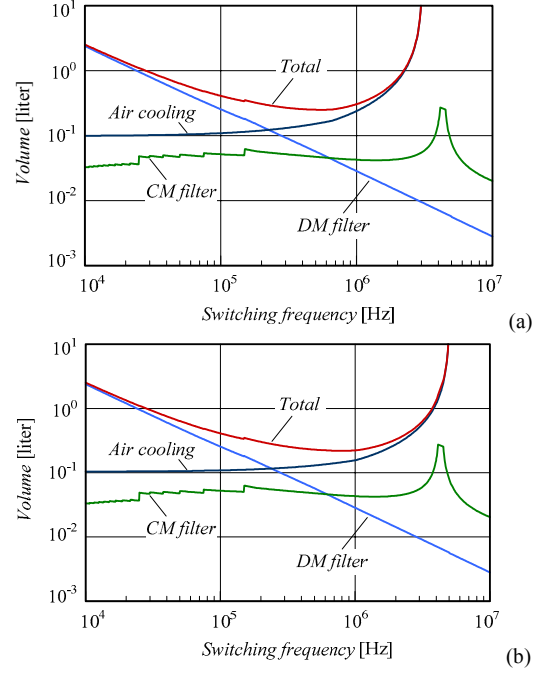 10^1
10^0
10^-1
10^-2
10^-3
Volume [liter]
Total
Air cooling
CM filter
DM filter
10^4 10^5 10^6 10^7
Switching frequency [Hz]
(a)
10^1
10^0
10^-1
10^-2
10^-3
Volume [liter]
Total
Air cooling
CM filter
DM filter
10^4 10^5 10^6 10^7
Switching frequency [Hz]
(b)